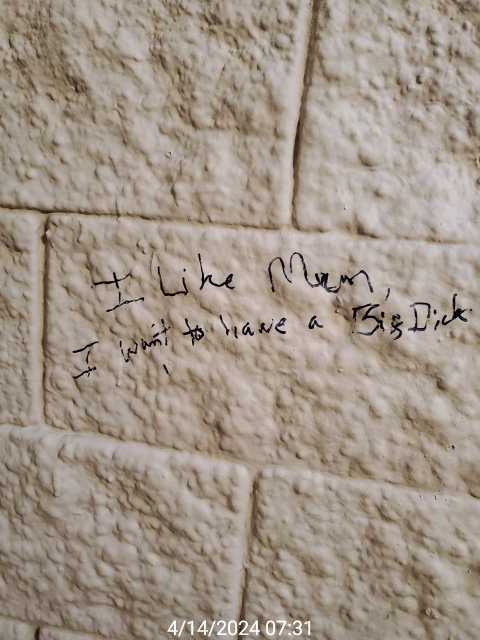 I Like Mum,
I want to have a Big Dick
4/14/2024 07:31